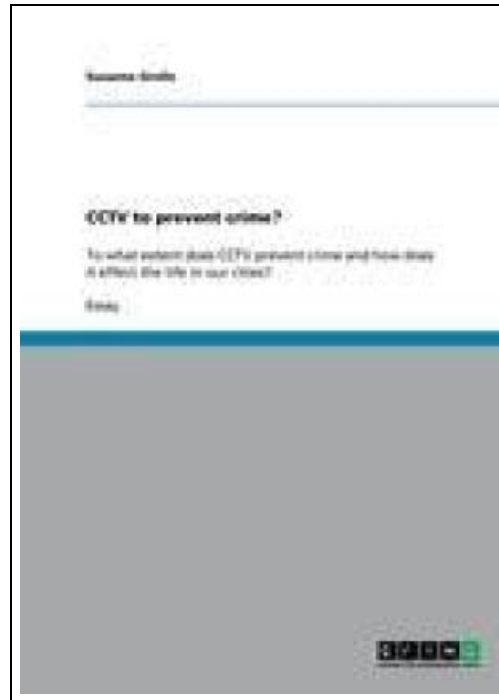 CCTV to prevent crime?
To what extent does CCTV prevent crime and how does
it effect the life in our cities?
Essay